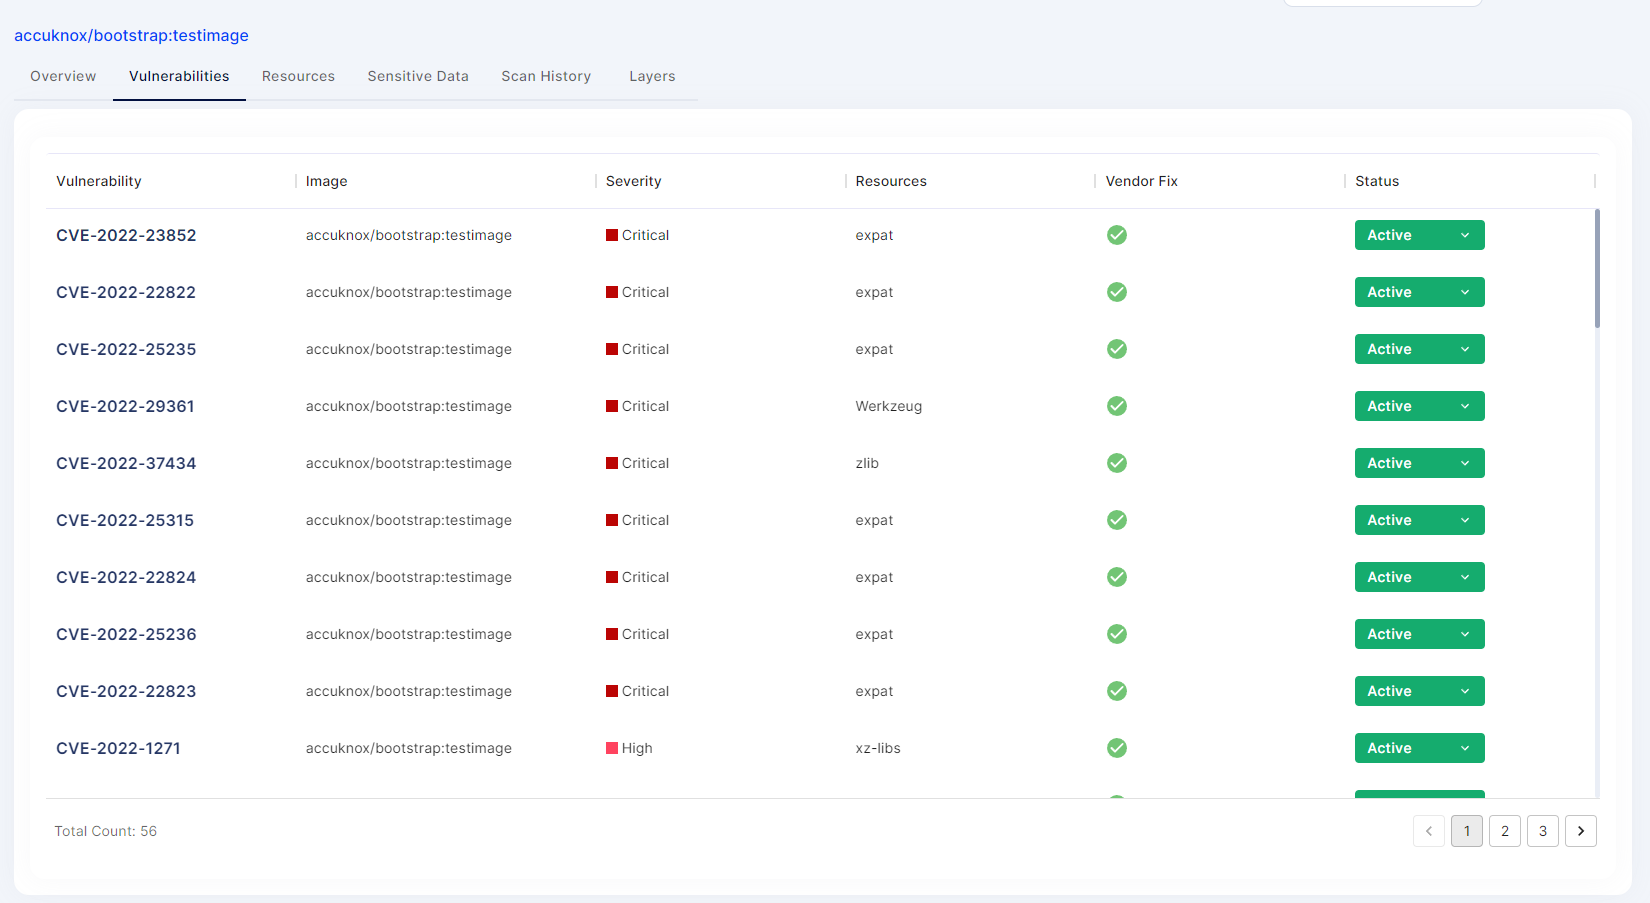 accuknox/bootstrap:testimage
Overview Vulnerabilities Resources Sensitive Data Scan History Layers
Vulnerability Image Severity Resources Vendor Fix Status
CVE-2022-23852 accuknox/bootstrap:testimage Critical expat Active
CVE-2022-22822 accuknox/bootstrap:testimage Critical expat Active
CVE-2022-25235 accuknox/bootstrap:testimage Critical expat Active
CVE-2022-29361 accuknox/bootstrap:testimage Critical Werkzeug Active
CVE-2022-37434 accuknox/bootstrap:testimage Critical zlib Active
CVE-2022-25315 accuknox/bootstrap:testimage Critical expat Active
CVE-2022-22824 accuknox/bootstrap:testimage Critical expat Active
CVE-2022-25236 accuknox/bootstrap:testimage Critical expat Active
CVE-2022-22823 accuknox/bootstrap:testimage Critical expat Active
CVE-2022-1271 accuknox/bootstrap:testimage High xz-libs Active
Total Count: 56 1 2 3